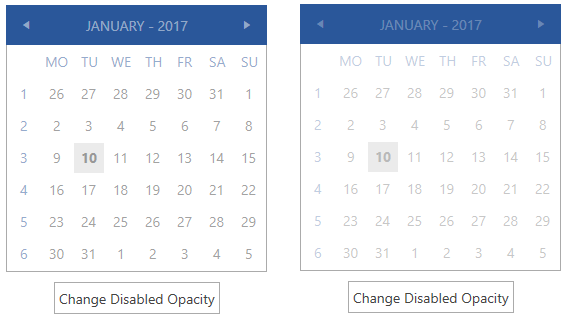 JANUARY - 2017
MO TU WE TH FR SA SU
1 26 27 28 29 30 31 1
2 2 3 4 5 6 7 8
3 9 10 11 12 13 14 15
4 16 17 18 19 20 21 22
5 23 24 25 26 27 28 29
6 30 31 1 2 3 4 5
Change Disabled Opacity
JANUARY - 2017
MO TU WE TH FR SA SU
1 26 27 28 29 30 31 1
2 2 3 4 5 6 7 8
3 9 10 11 12 13 14 15
4 16 17 18 19 20 21 22
5 23 24 25 26 27 28 29
6 30 31 1 2 3 4 5
Change Disabled Opacity